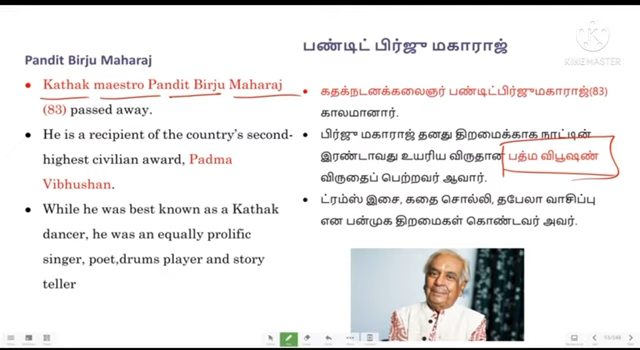 Pandit Birju Maharaj
Kathak maestro Pandit Birju Maharaj
(83) passed away.
He is a recipient of the country's second-
highest civilian award, Padma
Vibhushan.
While he was best known as a Kathak
dancer, he was an equally prolific
singer, poet,drums player and story
teller
பண்டிட் பிர்ஜு மகாராஜ்
கதக்நடனக்கலைஞர் பண்டிட்பிர்ஜுமகாராஜ்(83)
காலமானார்.
பிர்ஜு மகாராஜ் தனது திறமைக்காக நாட்டின்
இரண்டாவது உயரிய விருதான பத்ம விபூஷண்
விருதைப் பெற்றவர் ஆவார்.
ட்ரம்ஸ் இசை, கதை சொல்லி, தபேலா வாசிப்பு
என பன்முக திறமைகள் கொண்டவர் அவர்.
KINEMASTER